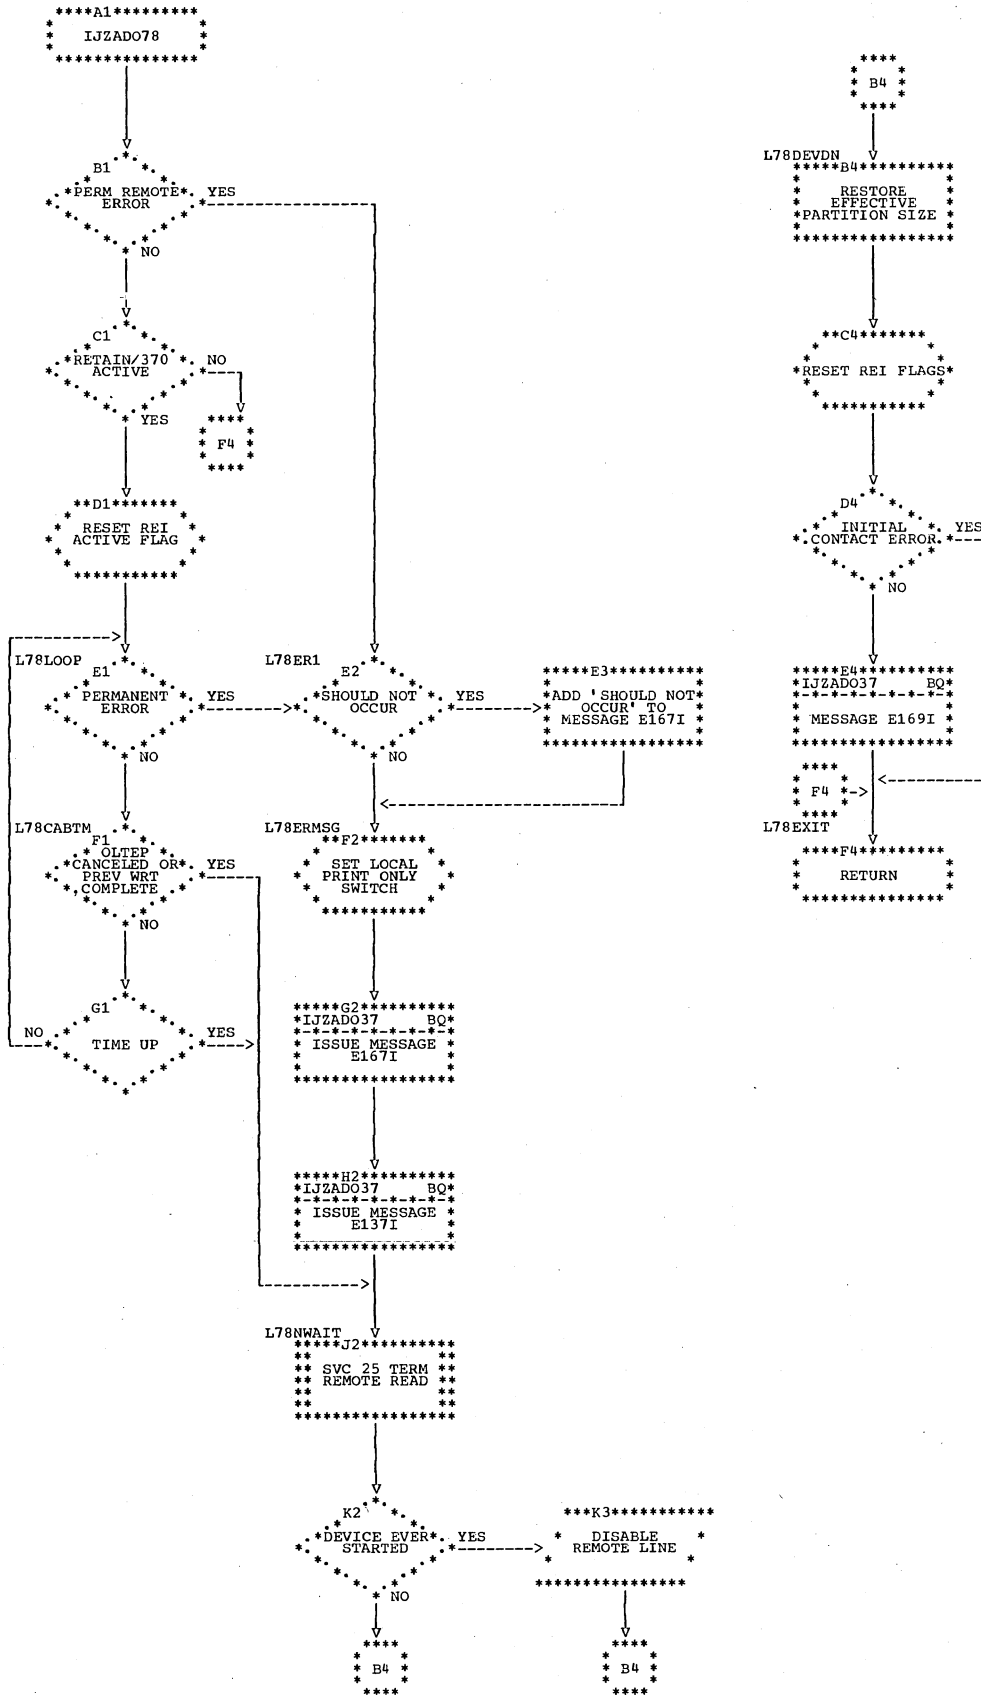 A1
IJZADO78
B1
PERM REMOTE
ERROR
YES
NO
C1
RETAIN/370
ACTIVE
NO
YES
F4
D1
RESET REI
ACTIVE FLAG
L78LOOP
E1
PERMANENT
ERROR
YES
NO
L78CABTM
F1
OLTEP
CANCELED OR
PREV WRT
COMPLETE
YES
NO
G1
NO
TIME UP
YES
L78ER1
E2
SHOULD NOT
OCCUR
YES
NO
E3
ADD 'SHOULD NOT
OCCUR' TO
MESSAGE E167I
L78ERMSG
F2
SET LOCAL
PRINT ONLY
SWITCH
G2
IJZADO37 BQ
ISSUE MESSAGE
E167I
H2
IJZADO37 BQ
ISSUE MESSAGE
E137I
L78NWAIT
J2
SVC 25 TERM
REMOTE READ
K2
DEVICE EVER
STARTED
YES
NO
K3
DISABLE
REMOTE LINE
B4
B4
B4
L78DEVDN
B4
RESTORE
EFFECTIVE
PARTITION SIZE
C4
RESET REI FLAGS
D4
INITIAL
CONTACT ERROR
YES
NO
E4
IJZADO37 BQ
MESSAGE E169I
F4
L78EXIT
F4
RETURN